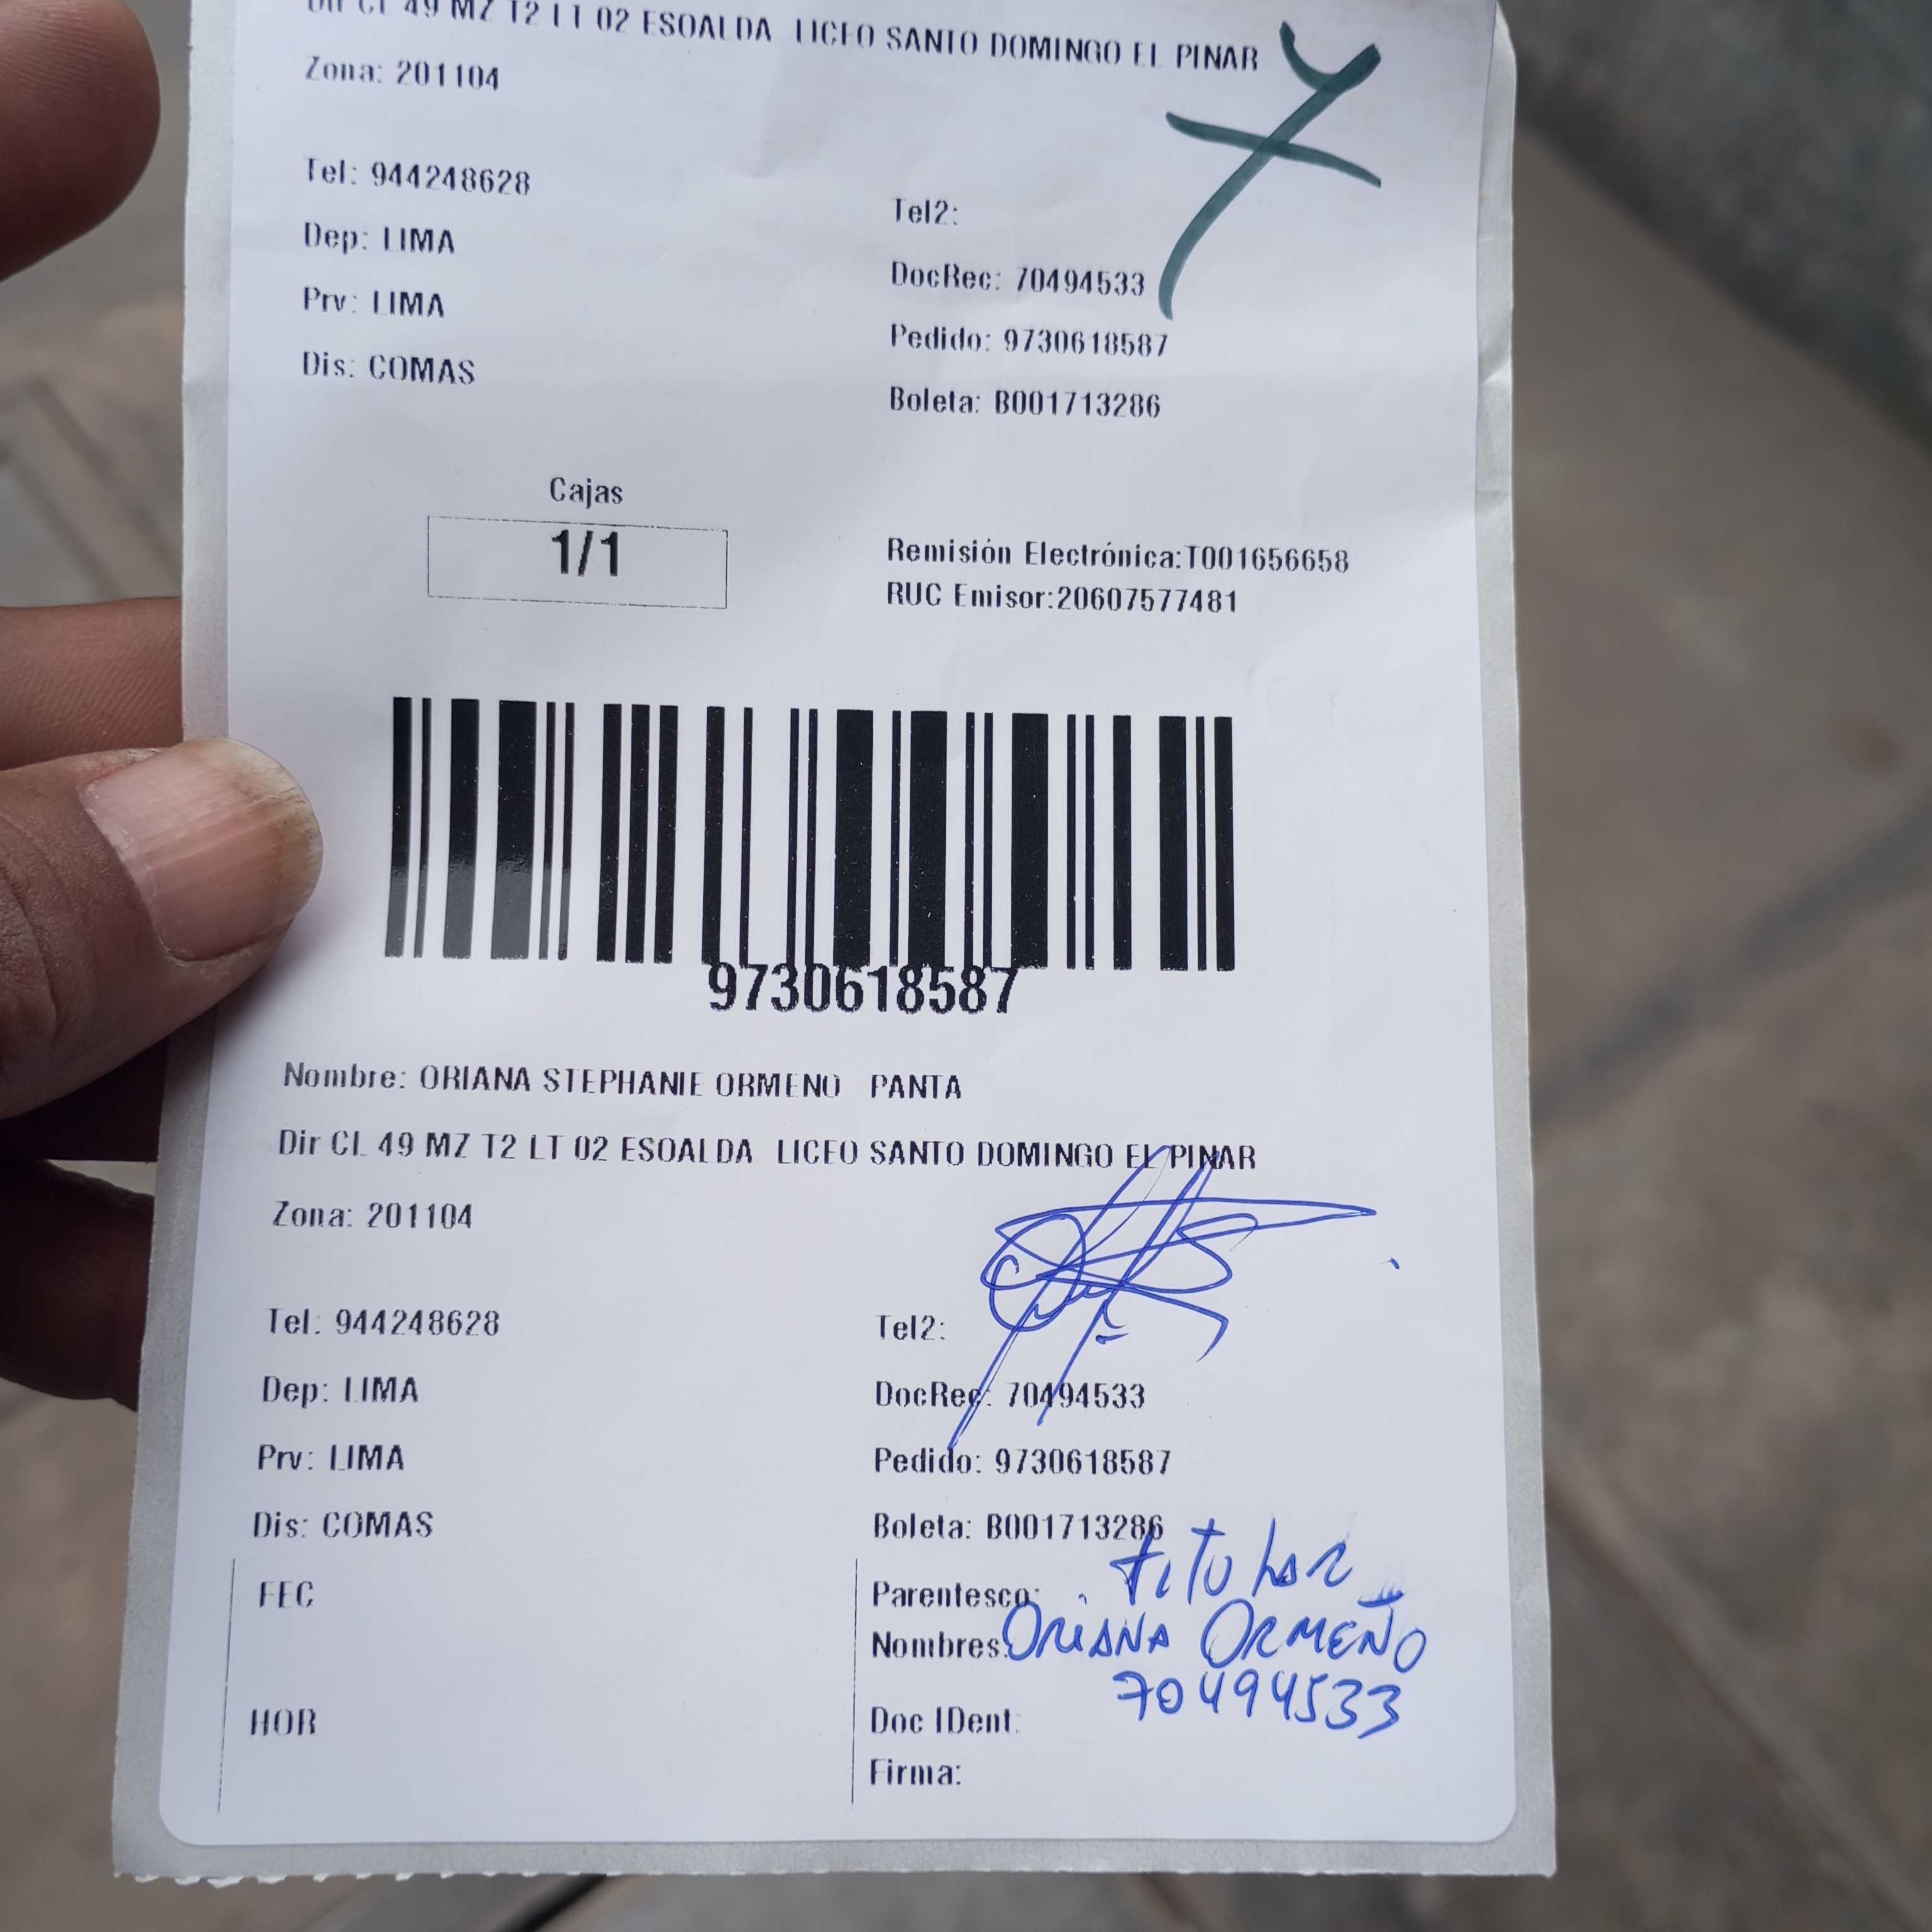 Dir CL 49 MZ T2 LT 02 ESOALDA LICEO SANTO DOMINGO EL PINAR
Zona: 201104
7
Tel: 944248628
Tel2:
Dep: LIMA
DocRec: 70494533
Prv: LIMA
Pedido: 9730618587
Dis: COMAS
Boleta: B001713286
Cajas
1/1
Remisión Electrónica:T001656658
RUC Emisor:20607577481
9730618587
Nombre: ORIANA STEPHANIE ORMENO PANTA
Dir CL 49 MZ T2 LT 02 ESOALDA LICEO SANTO DOMINGO EL PINAR
Zona: 201104
Tel: 944248628
Tel2:
Dep: LIMA
DocRec: 70494533
Prv: LIMA
Pedido: 9730618587
Dis: COMAS
Boleta: B001713286
FEC
Parentesco: titular
Nombres: ORIANA ORMEÑO
70494533
HOR
Doc IDent:
Firma: